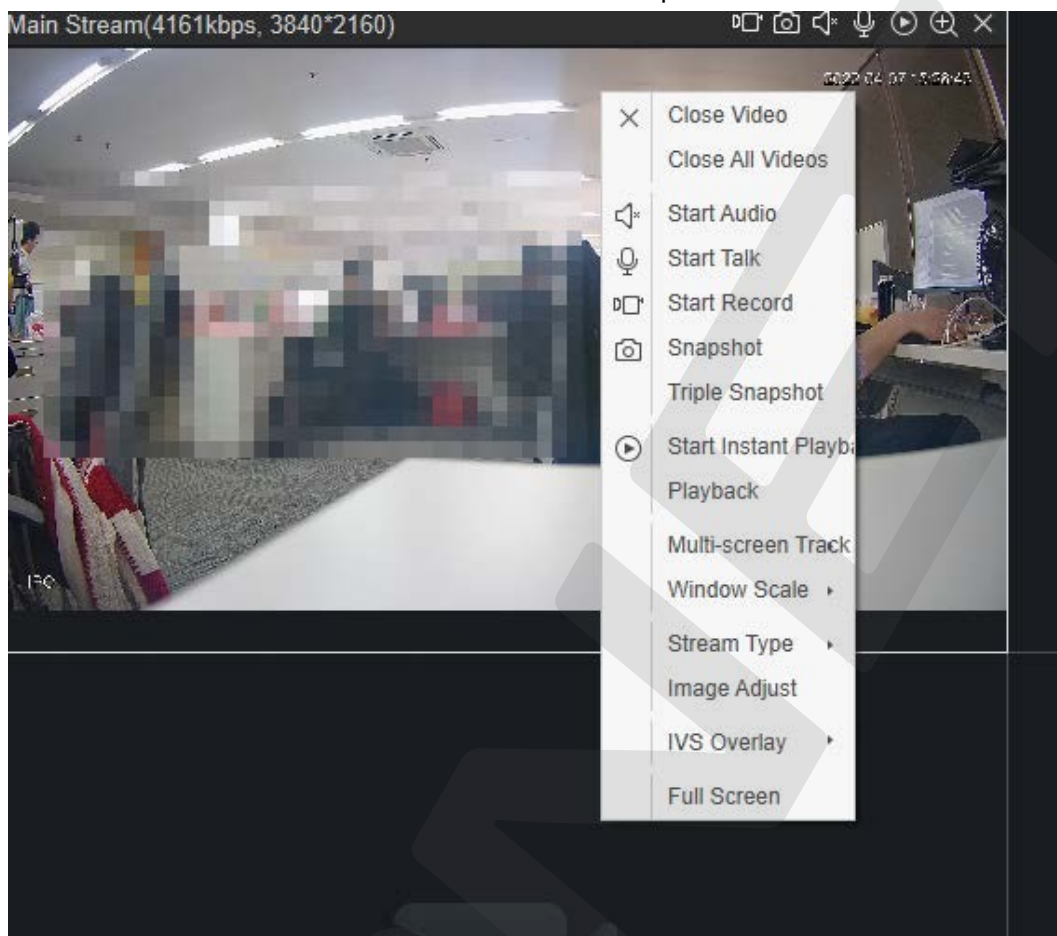 Main Stream(4161kbps, 3840*2160)
Close Video
Close All Videos
Start Audio
Start Talk
Start Record
Snapshot
Triple Snapshot
Start Instant Playba
Playback
Multi-screen Track
Window Scale
Stream Type
Image Adjust
IVS Overlay
Full Screen
IPC